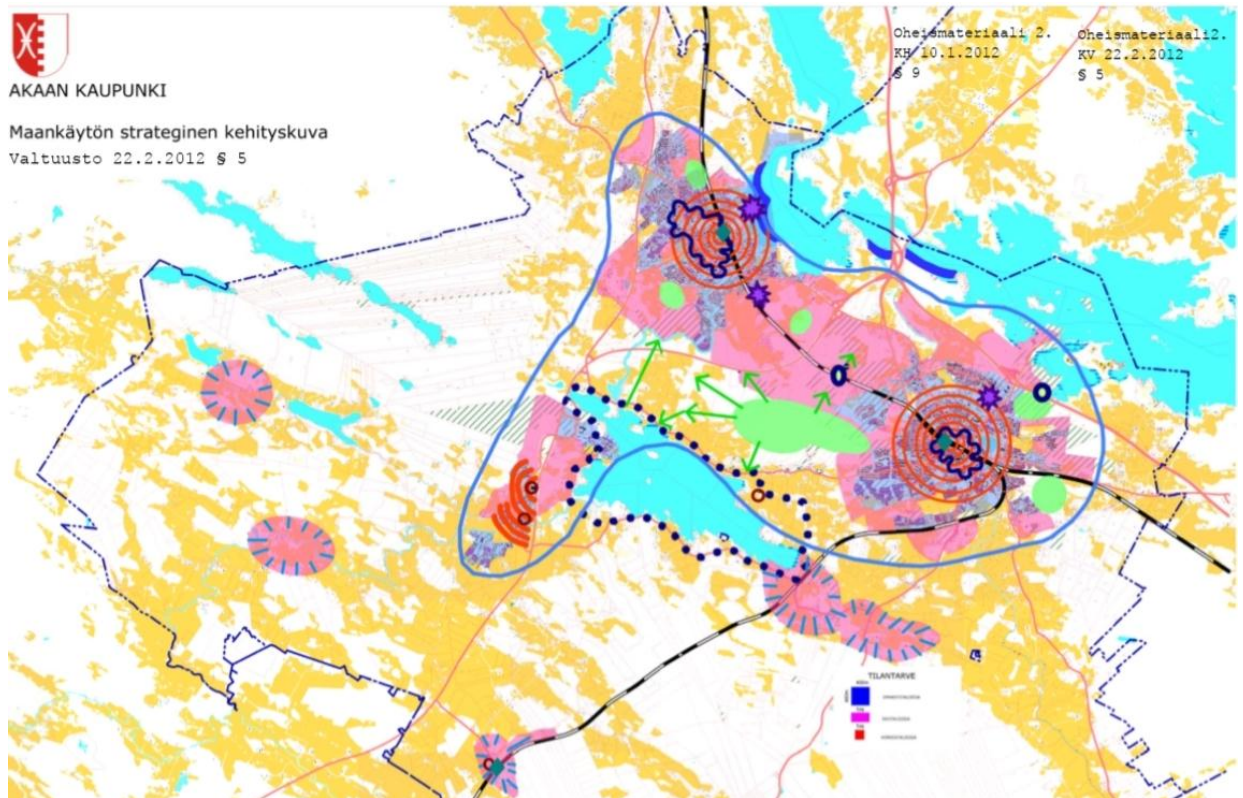 AKAAN KAUPUNKI
Maankäytön strateginen kehityskuva
Valtuusto 22.2.2012 § 5
Oheismateriaali 2.
KH 10.1.2012
§ 9
Oheismateriaali2.
KV 22.2.2012
§ 5
TILANTARVE